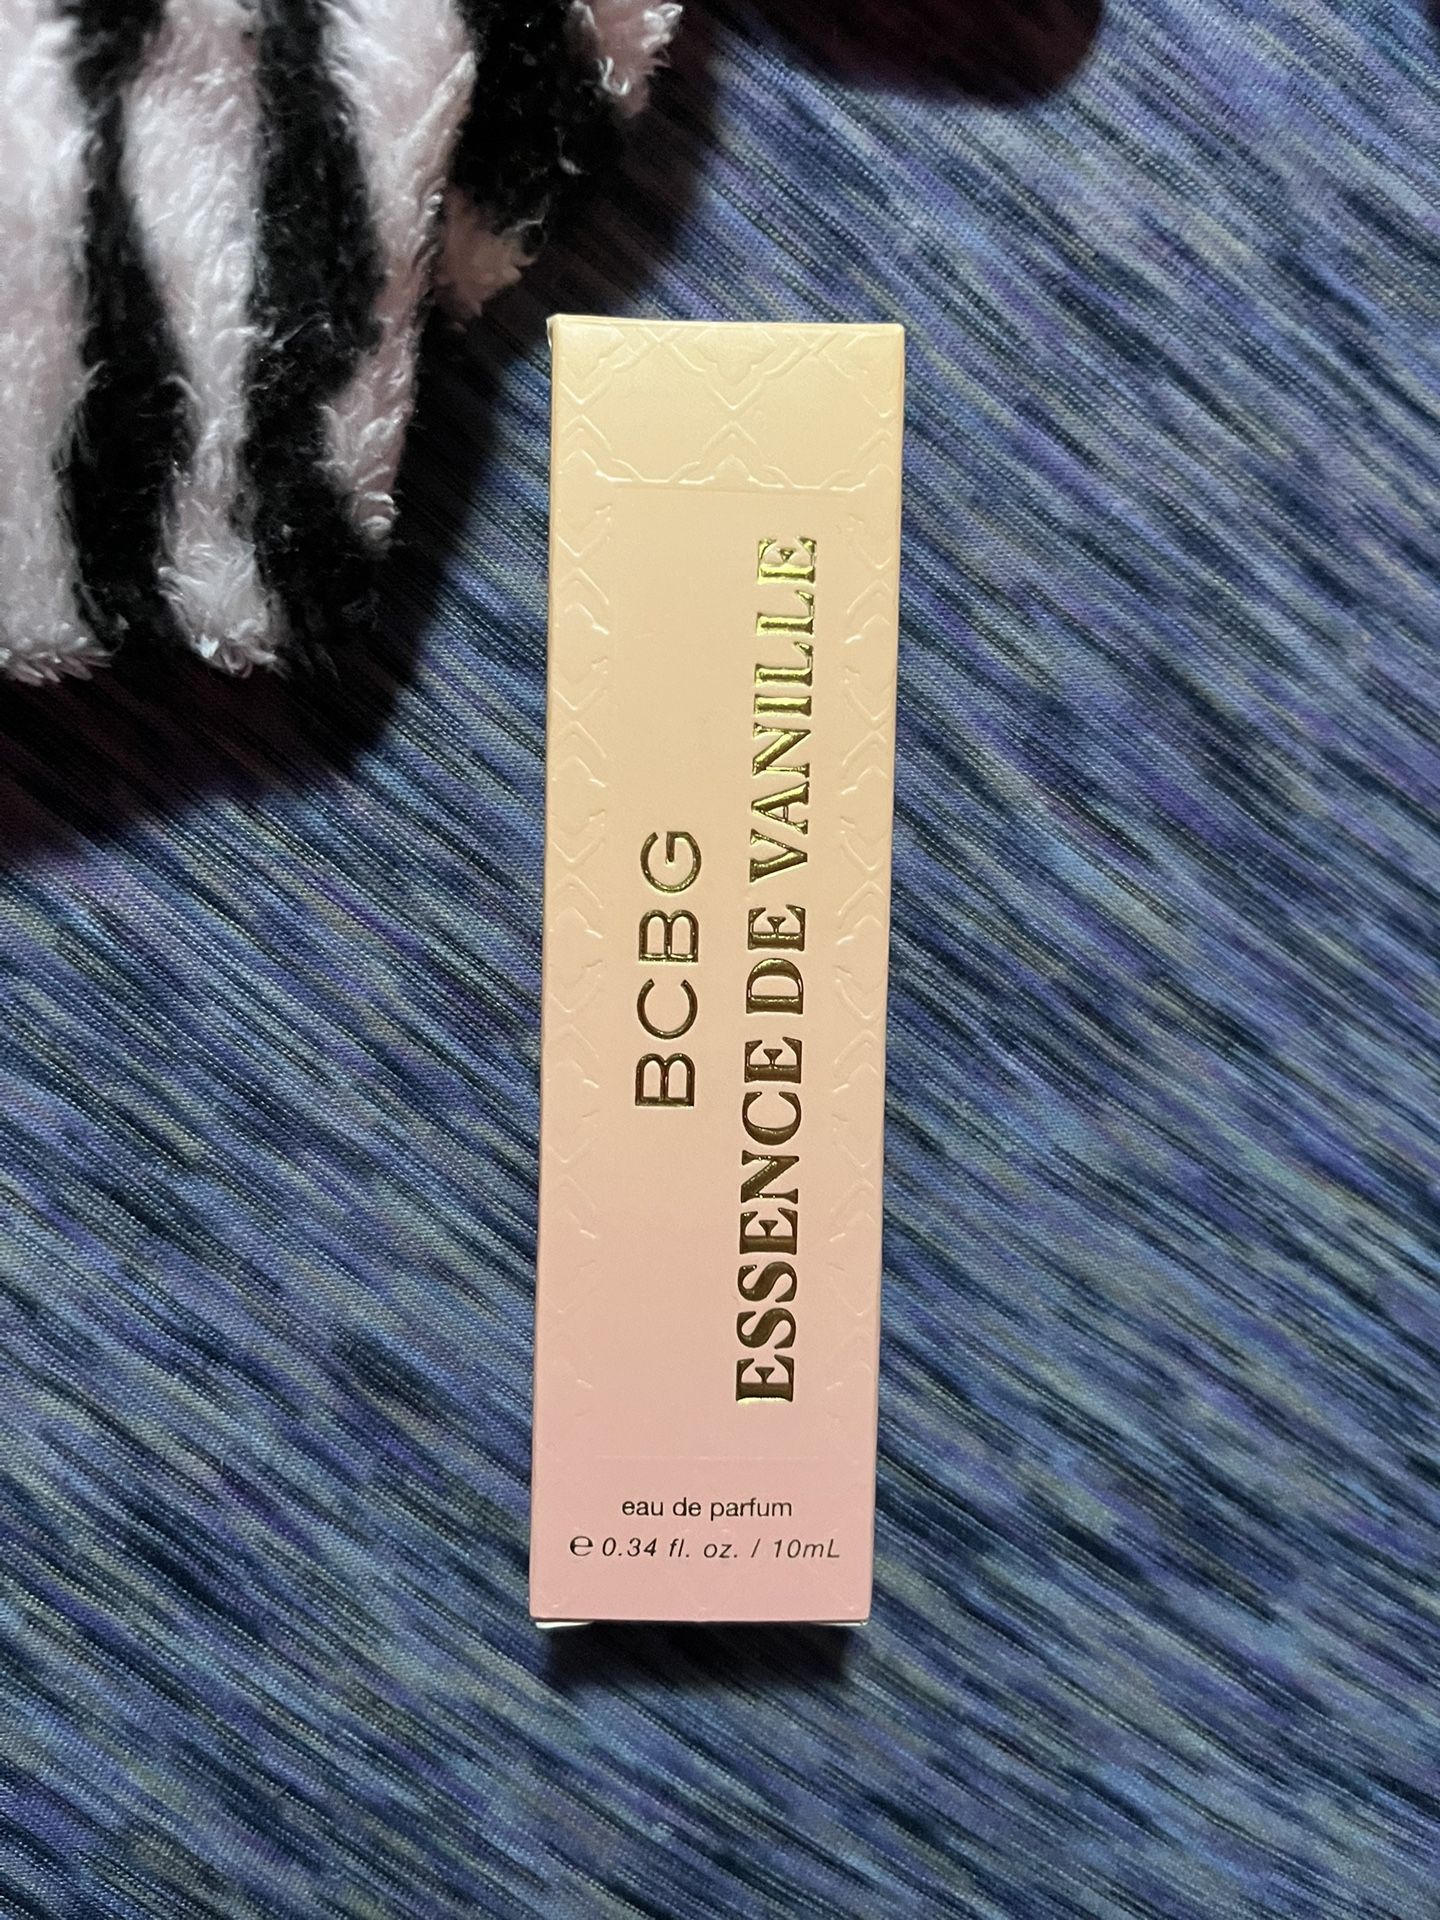 BCBG
ESSENCE DE VANILLE
eau de parfum
℮ 0.34 fl. oz. / 10mL